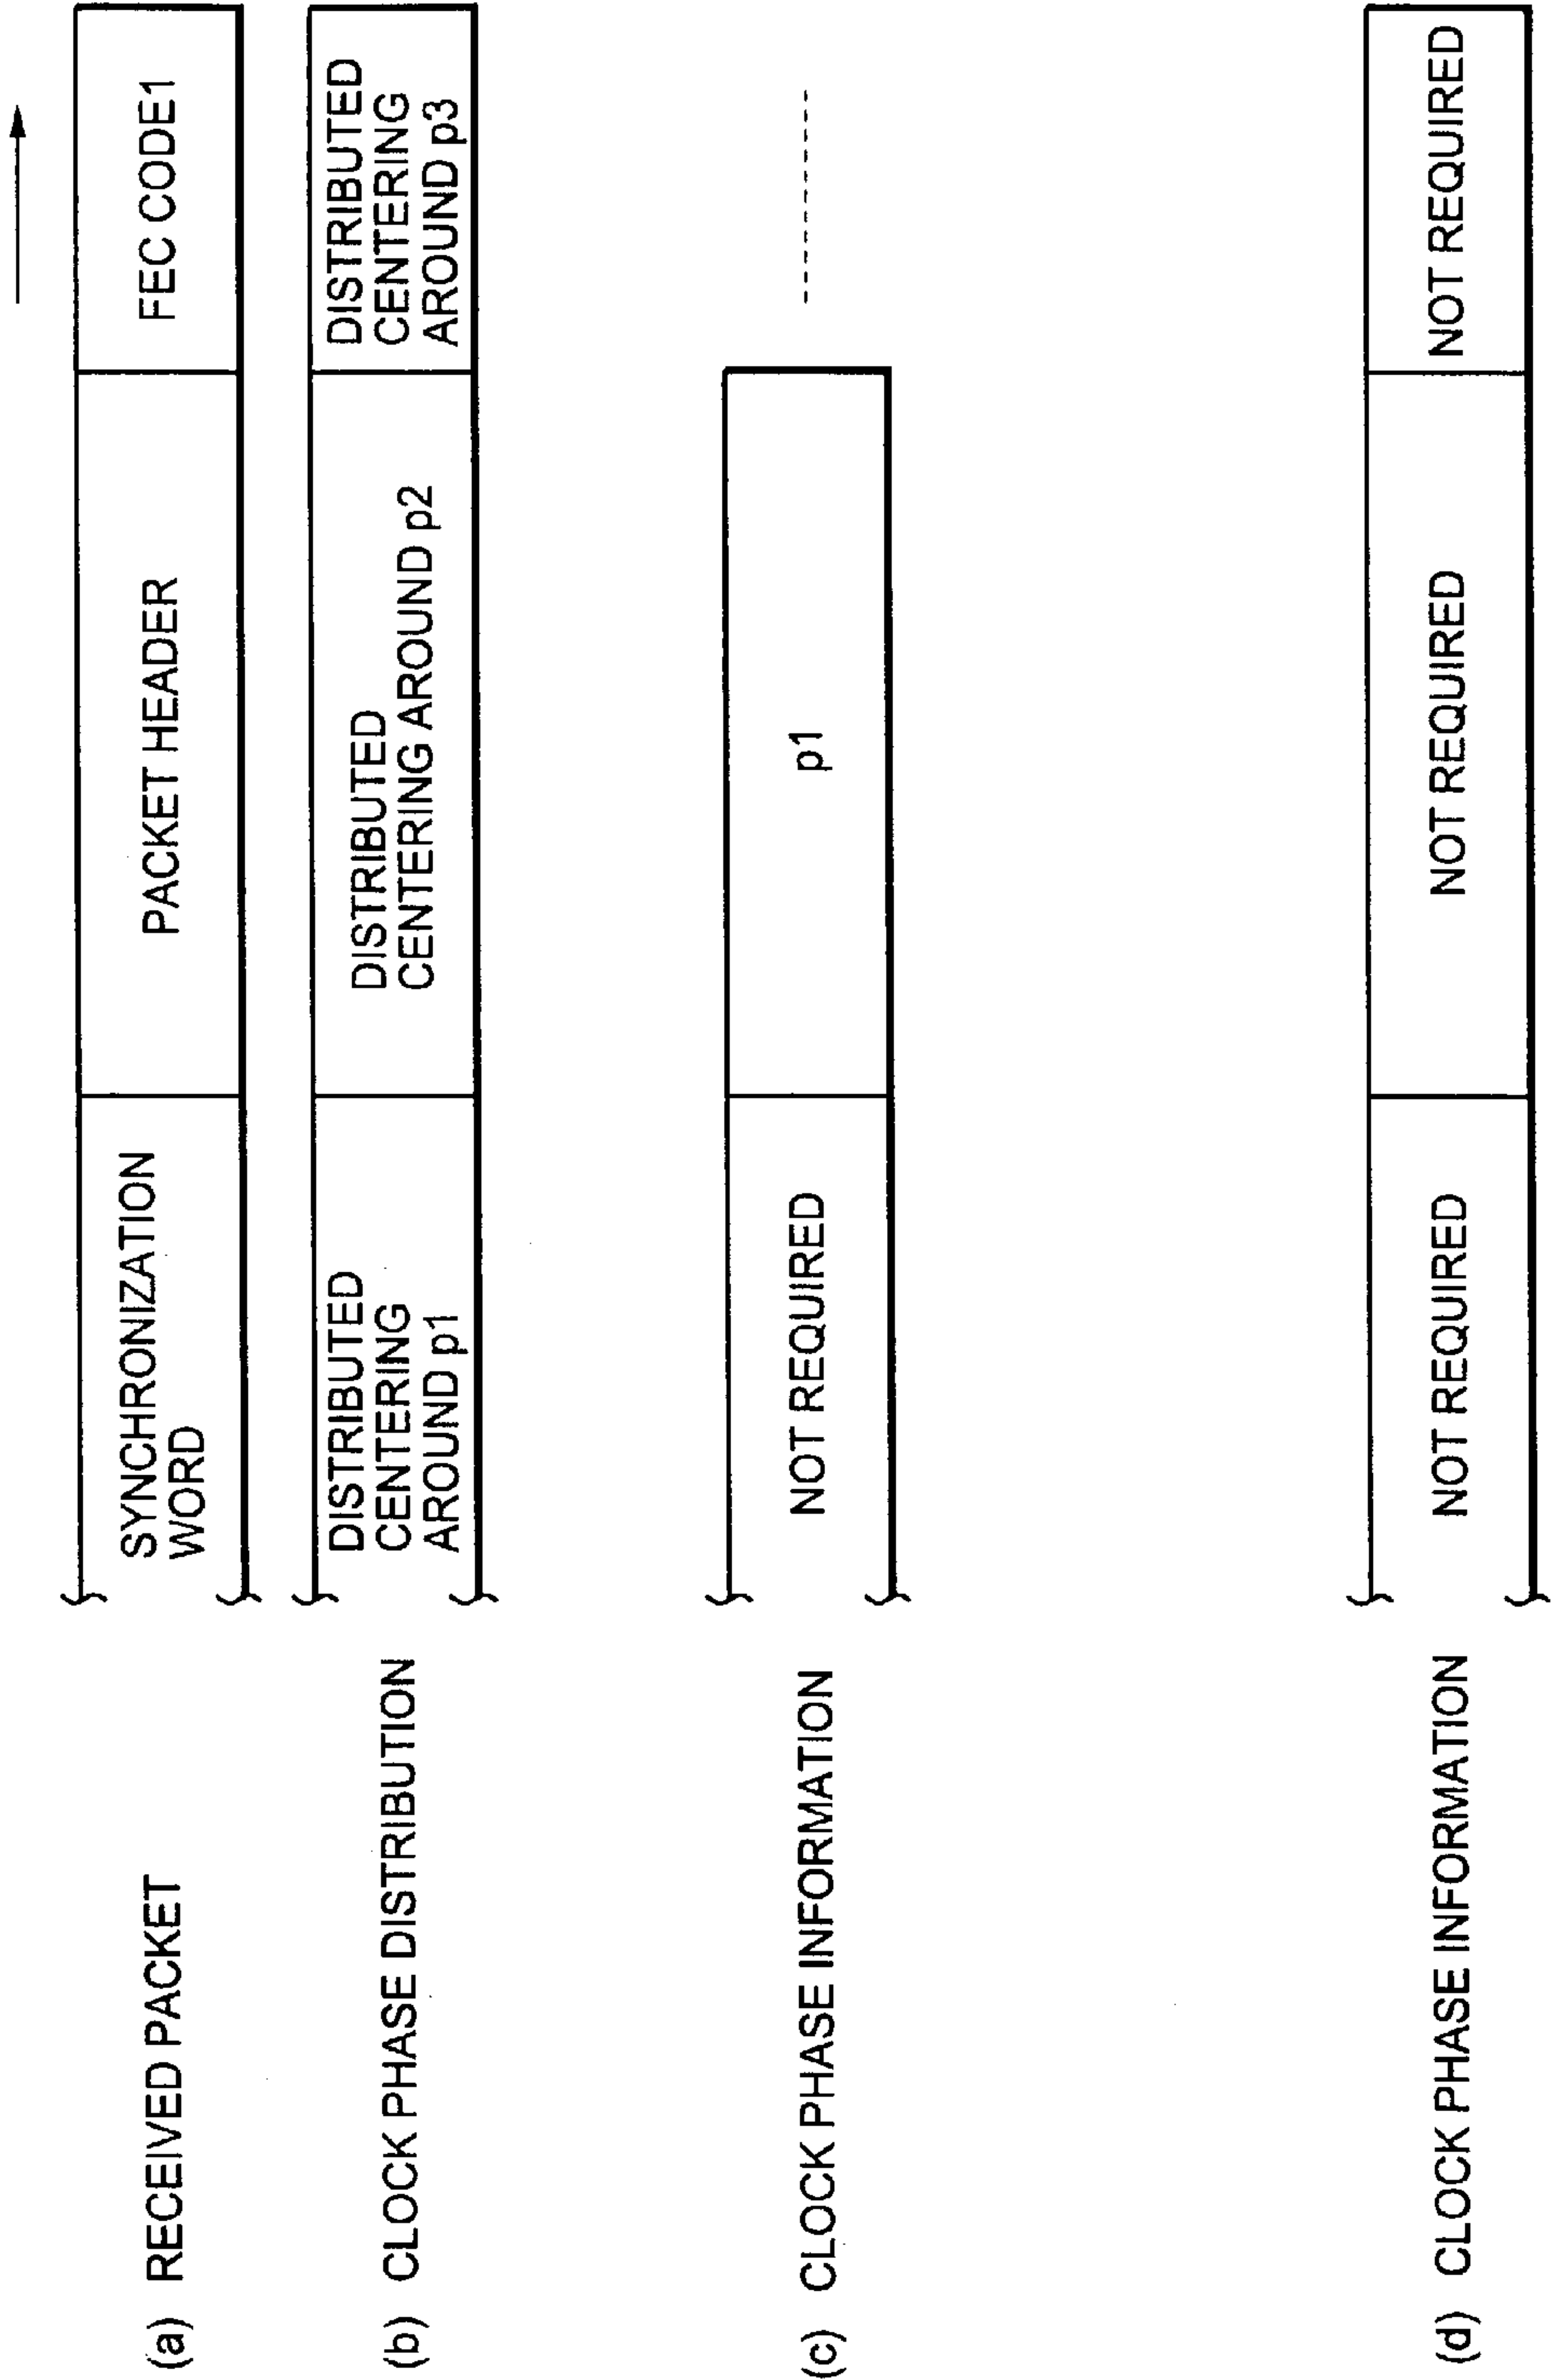 (a) RECEIVED PACKET
SYNCHRONIZATION
WORD
PACKET HEADER
FEC CODE1
(b) CLOCK PHASE DISTRIBUTION
DISTRIBUTED
CENTERING
AROUND p1
DISTRIBUTED
CENTERING AROUND p2
DISTRIBUTED
CENTERING
AROUND p3
(c) CLOCK PHASE INFORMATION
NOT REQUIRED
p1
(d) CLOCK PHASE INFORMATION
NOT REQUIRED
NOT REQUIRED
NOT REQUIRED